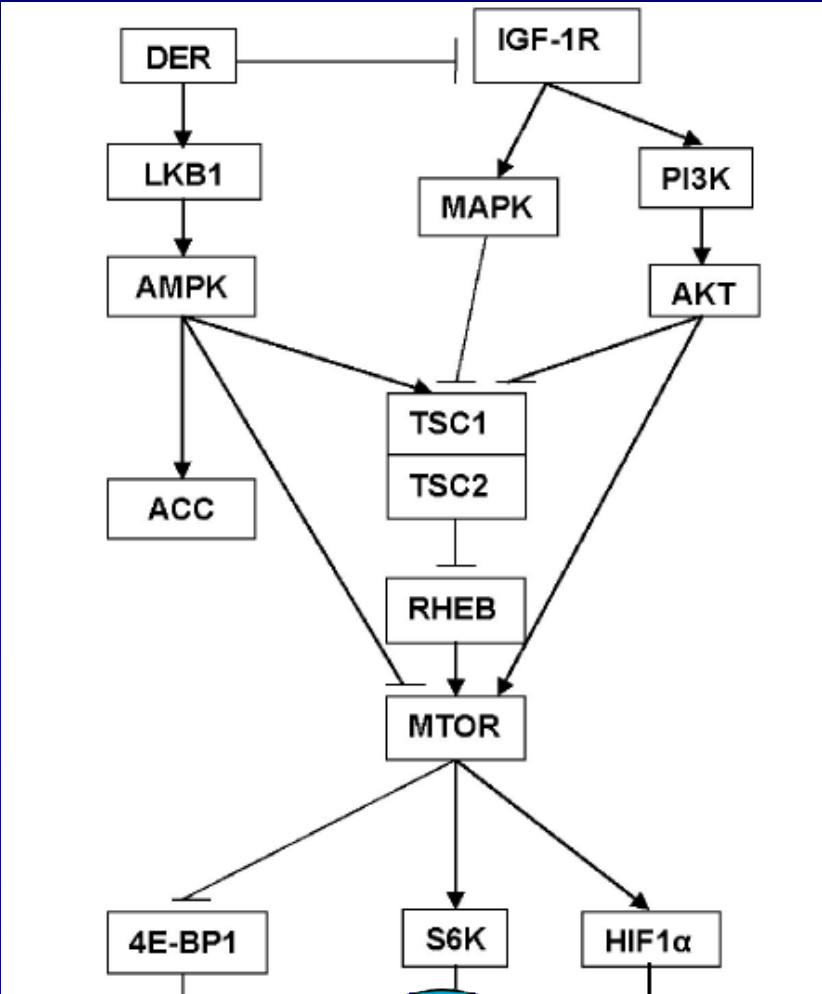 DER
IGF-1R
LKB1
MAPK
PI3K
AMPK
AKT
TSC1
TSC2
ACC
RHEB
MTOR
4E-BP1
S6K
HIF1α